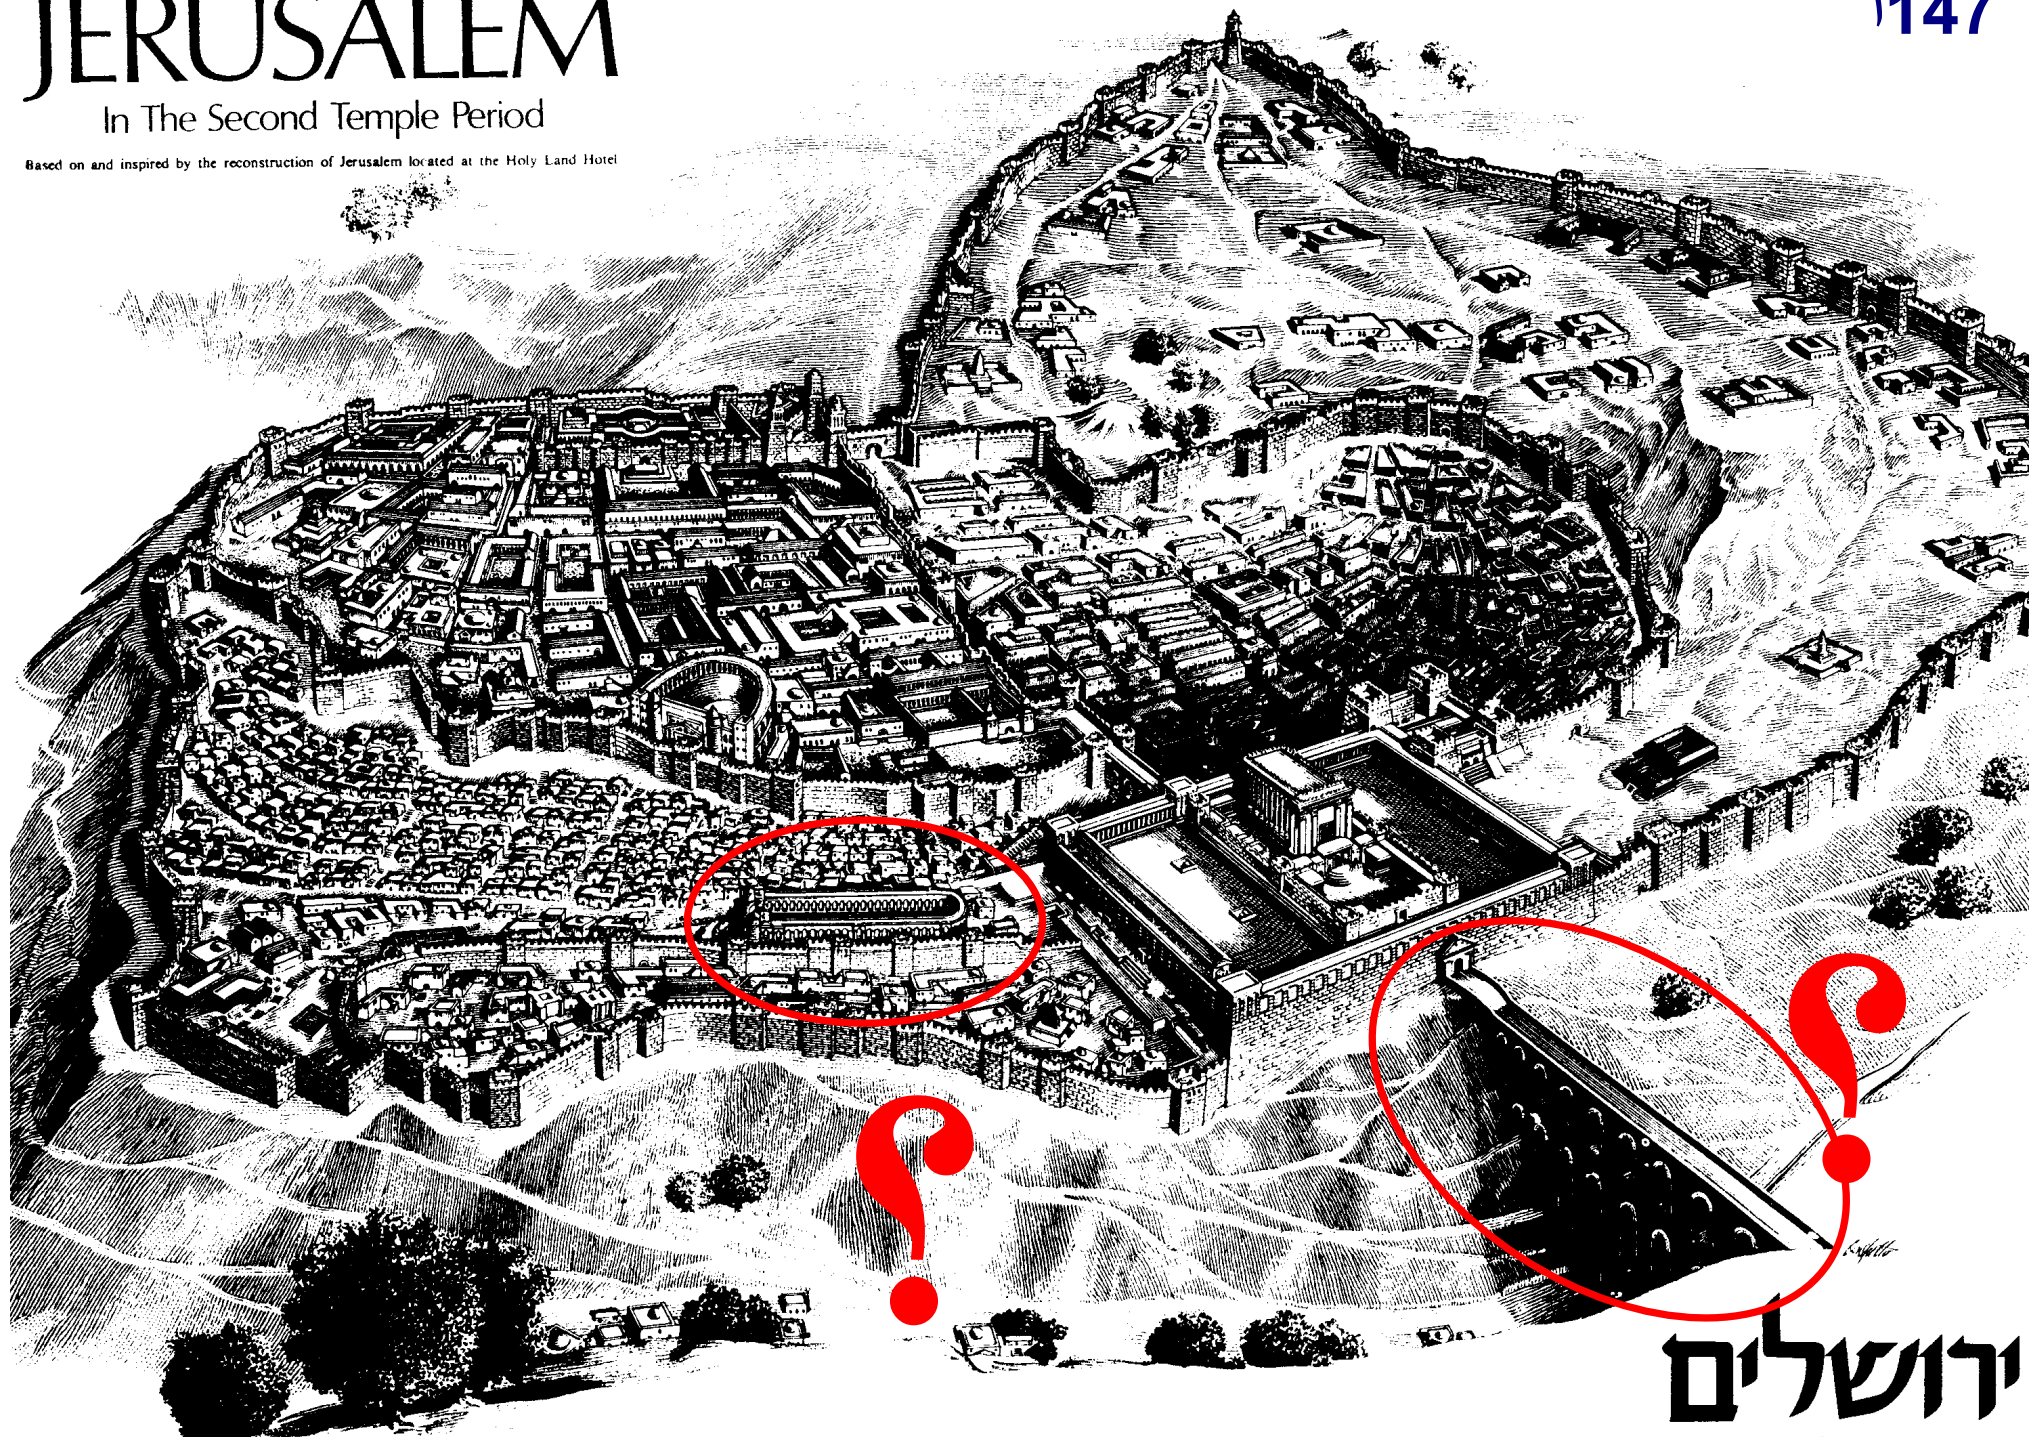 JERUSALEM
147
In The Second Temple Period
Based on and inspired by the reconstruction of Jerusalem located at the Holy Land Hotel
؟
؟
ירושלים